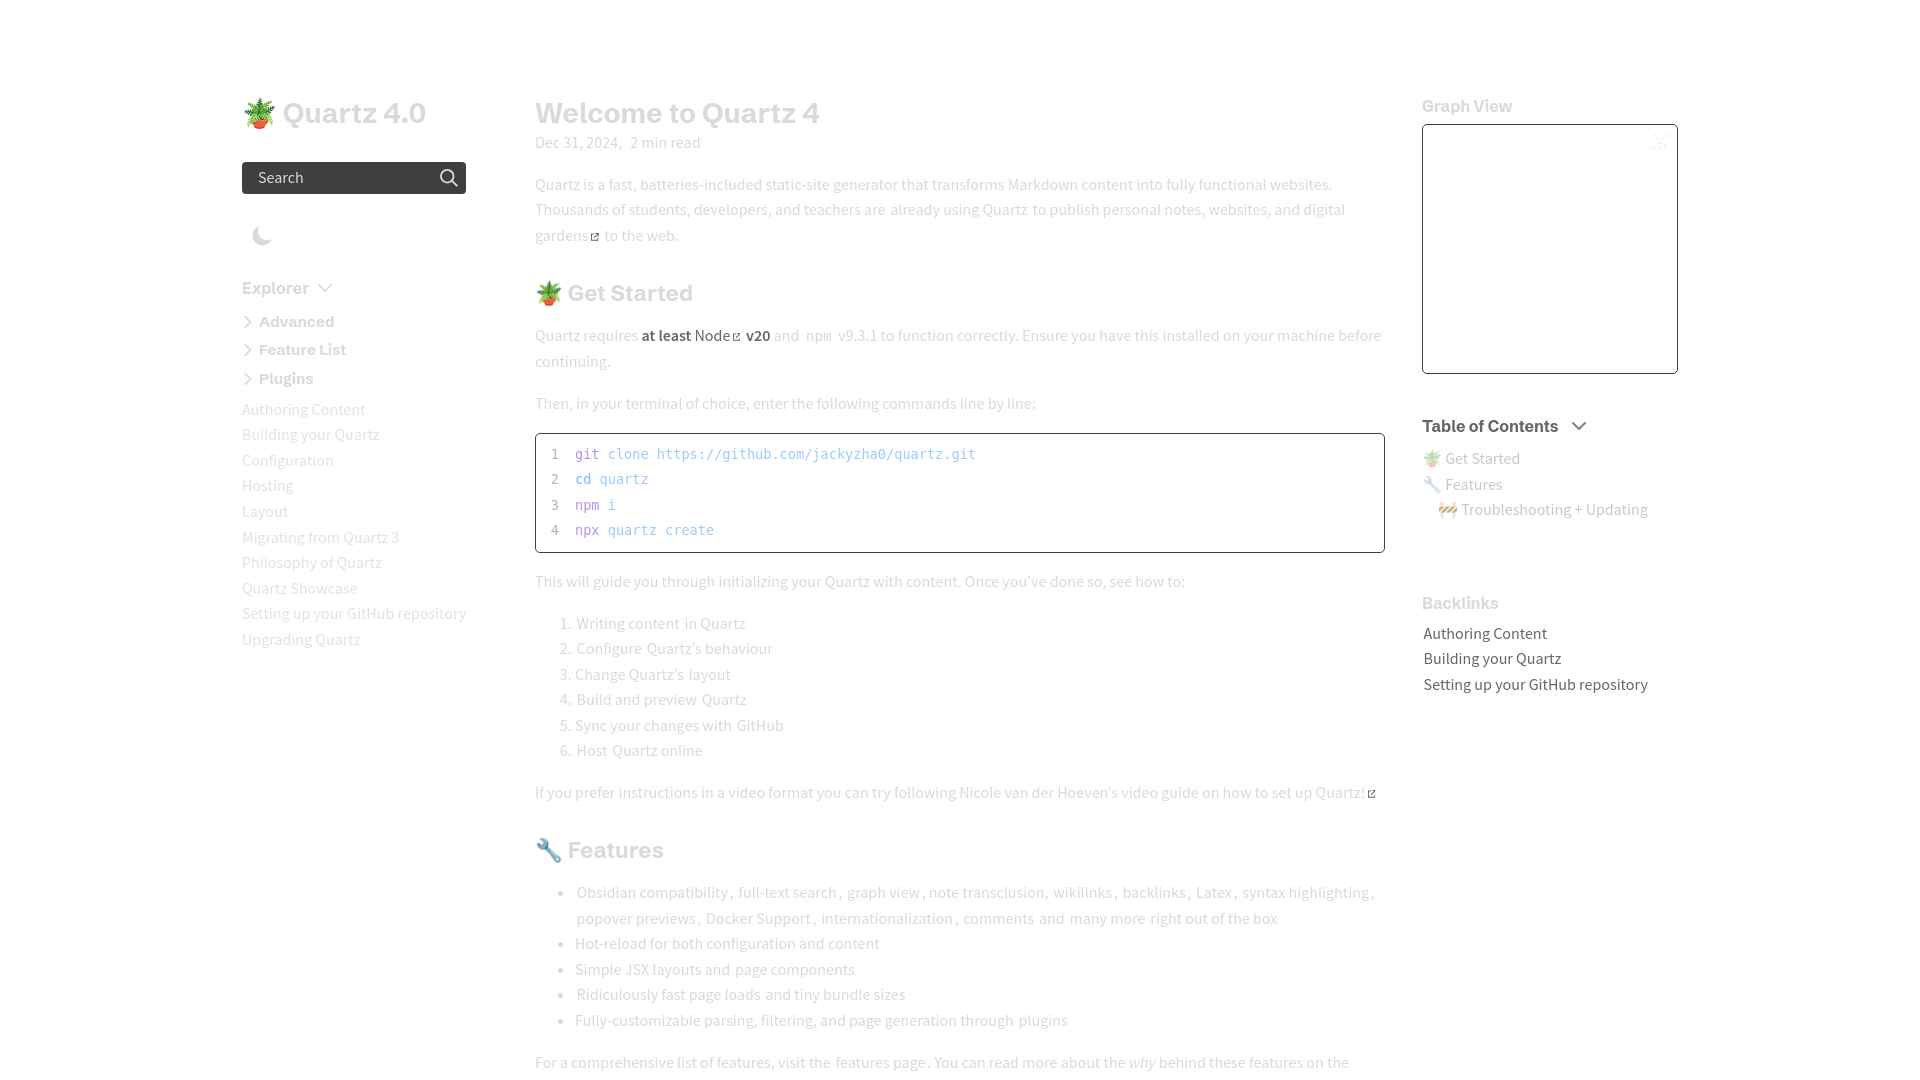 Quartz 4.0
Search
Explorer
Advanced
Feature List
Plugins
Authoring Content
Building your Quartz
Configuration
Hosting
Layout
Migrating from Quartz 3
Philosophy of Quartz
Quartz Showcase
Setting up your GitHub repository
Upgrading Quartz
Welcome to Quartz 4
Dec 31, 2024, 2 min read
Quartz is a fast, batteries-included static-site generator that transforms Markdown content into fully functional websites.
Thousands of students, developers, and teachers are already using Quartz to publish personal notes, websites, and digital
gardens to the web.
🪴 Get Started
Quartz requires at least Node v20 and npm v9.3.1 to function correctly. Ensure you have this installed on your machine before
continuing.
Then, in your terminal of choice, enter the following commands line by line:
1 git clone https://github.com/jackyzha0/quartz.git
2 cd quartz
3 npm i
4 npx quartz create
This will guide you through initializing your Quartz with content. Once you’ve done so, see how to:
1. Writing content in Quartz
2. Configure Quartz’s behaviour
3. Change Quartz’s layout
4. Build and preview Quartz
5. Sync your changes with GitHub
6. Host Quartz online
If you prefer instructions in a video format you can try following Nicole van der Hoeven’s video guide on how to set up Quartz!
🔧 Features
• Obsidian compatibility, full-text search, graph view, note transclusion, wikilinks, backlinks, Latex, syntax highlighting,
popover previews, Docker Support, internationalization, comments and many more right out of the box
• Hot-reload for both configuration and content
• Simple JSX layouts and page components
• Ridiculously fast page loads and tiny bundle sizes
• Fully-customizable parsing, filtering, and page generation through plugins
For a comprehensive list of features, visit the features page. You can read more about the why behind these features on the
Graph View
Table of Contents
🪴 Get Started
🔧 Features
🚧 Troubleshooting + Updating
Backlinks
Authoring Content
Building your Quartz
Setting up your GitHub repository